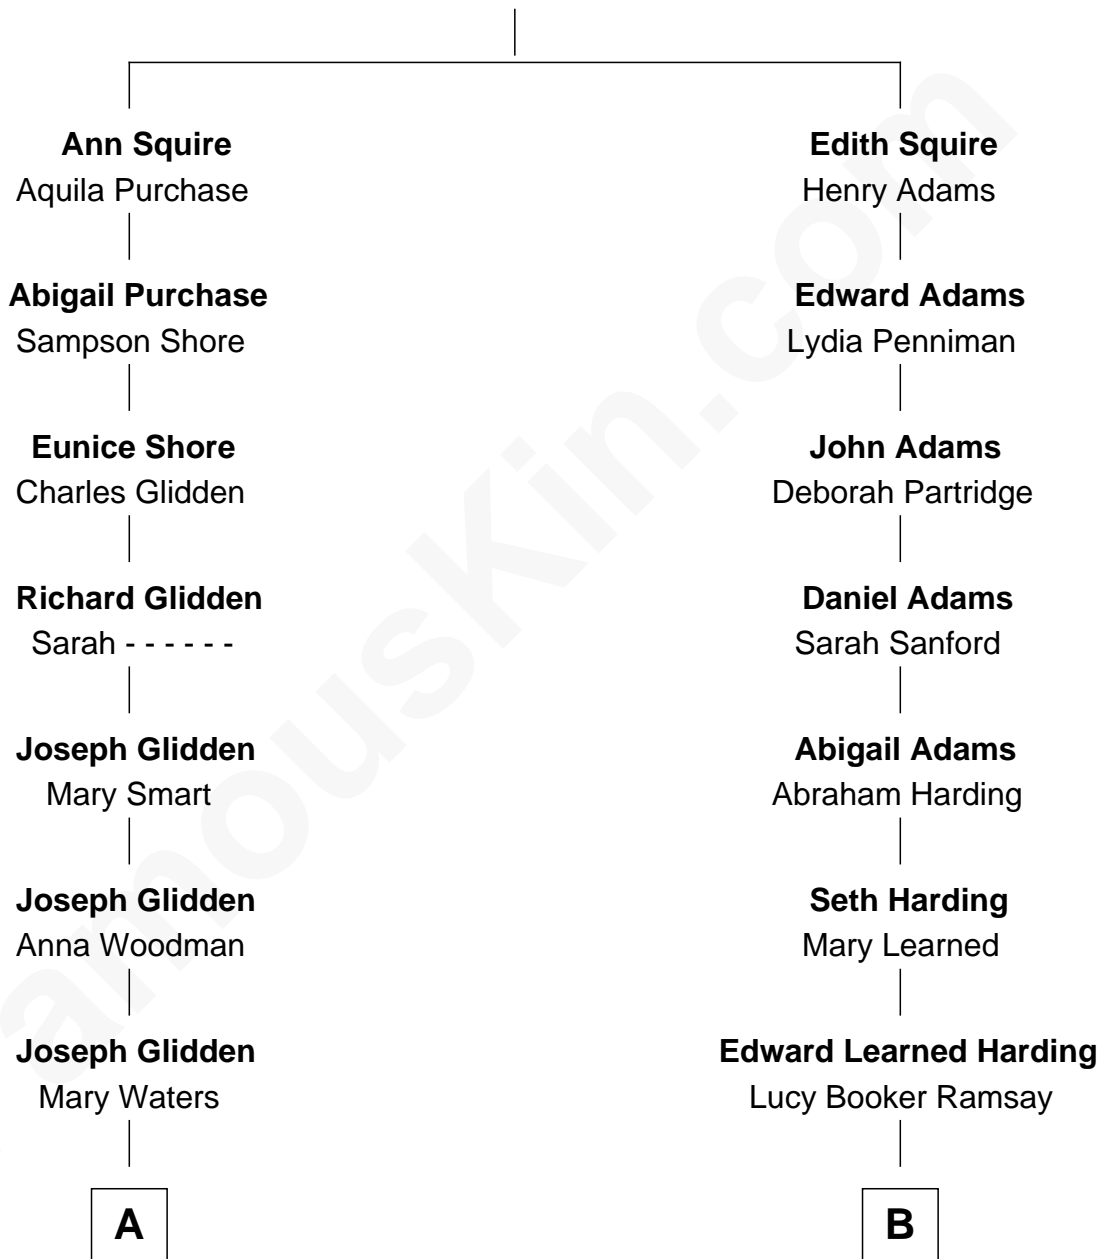 Ann Squire
Aquila Purchase
Abigail Purchase
Sampson Shore
Eunice Shore
Charles Glidden
Richard Glidden
Sarah - - - - - -
Joseph Glidden
Mary Smart
Joseph Glidden
Anna Woodman
Joseph Glidden
Mary Waters
A
Edith Squire
Henry Adams
Edward Adams
Lydia Penniman
John Adams
Deborah Partridge
Daniel Adams
Sarah Sanford
Abigail Adams
Abraham Harding
Seth Harding
Mary Learned
Edward Learned Harding
Lucy Booker Ramsay
B
amousKin.com